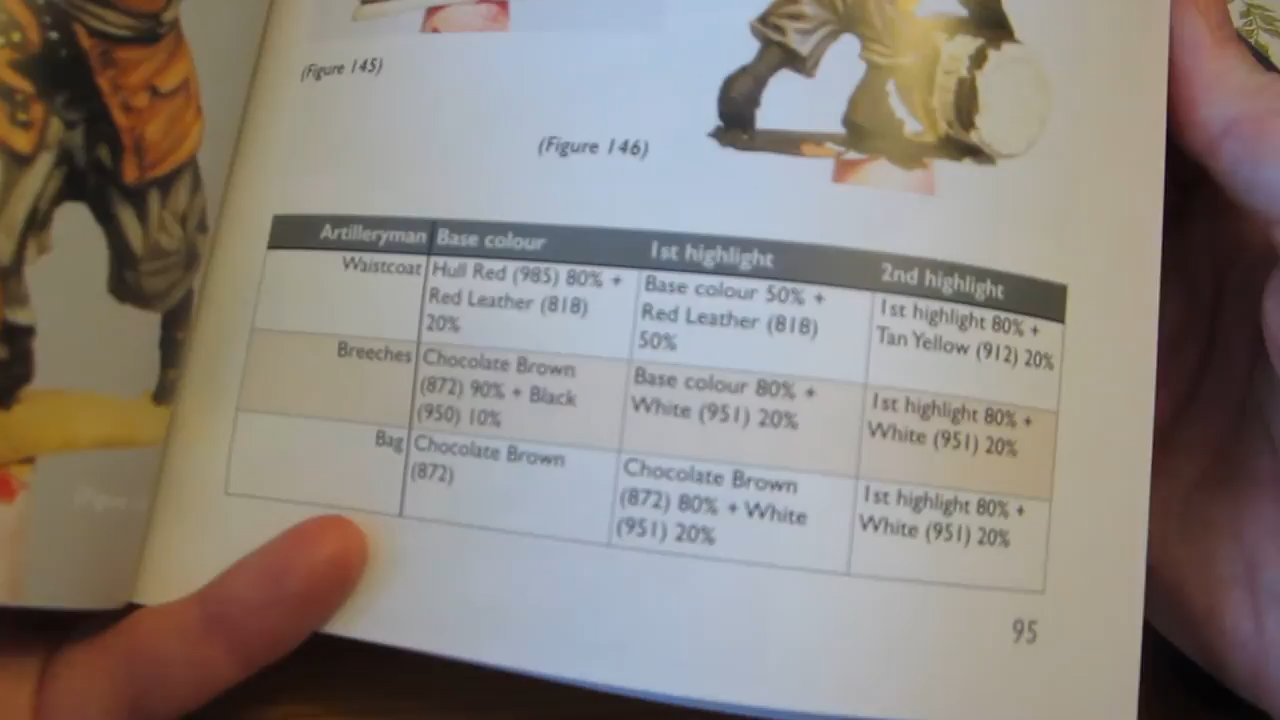 (Figure 145)
(Figure 146)
Artilleryman Base colour 1st highlight 2nd highlight
Waistcoat
Hull Red (985) 80% +
Red Leather (818)
20%
Base colour 50% +
Red Leather (818)
50%
1st highlight 80% +
Tan Yellow (912) 20%
Breeches
Chocolate Brown
(872) 90% + Black
(950) 10%
Base colour 80% +
White (951) 20%
1st highlight 80% +
White (951) 20%
Bag
Chocolate Brown
(872)
Chocolate Brown
(872) 80% + White
(951) 20%
1st highlight 80% +
White (951) 20%
95